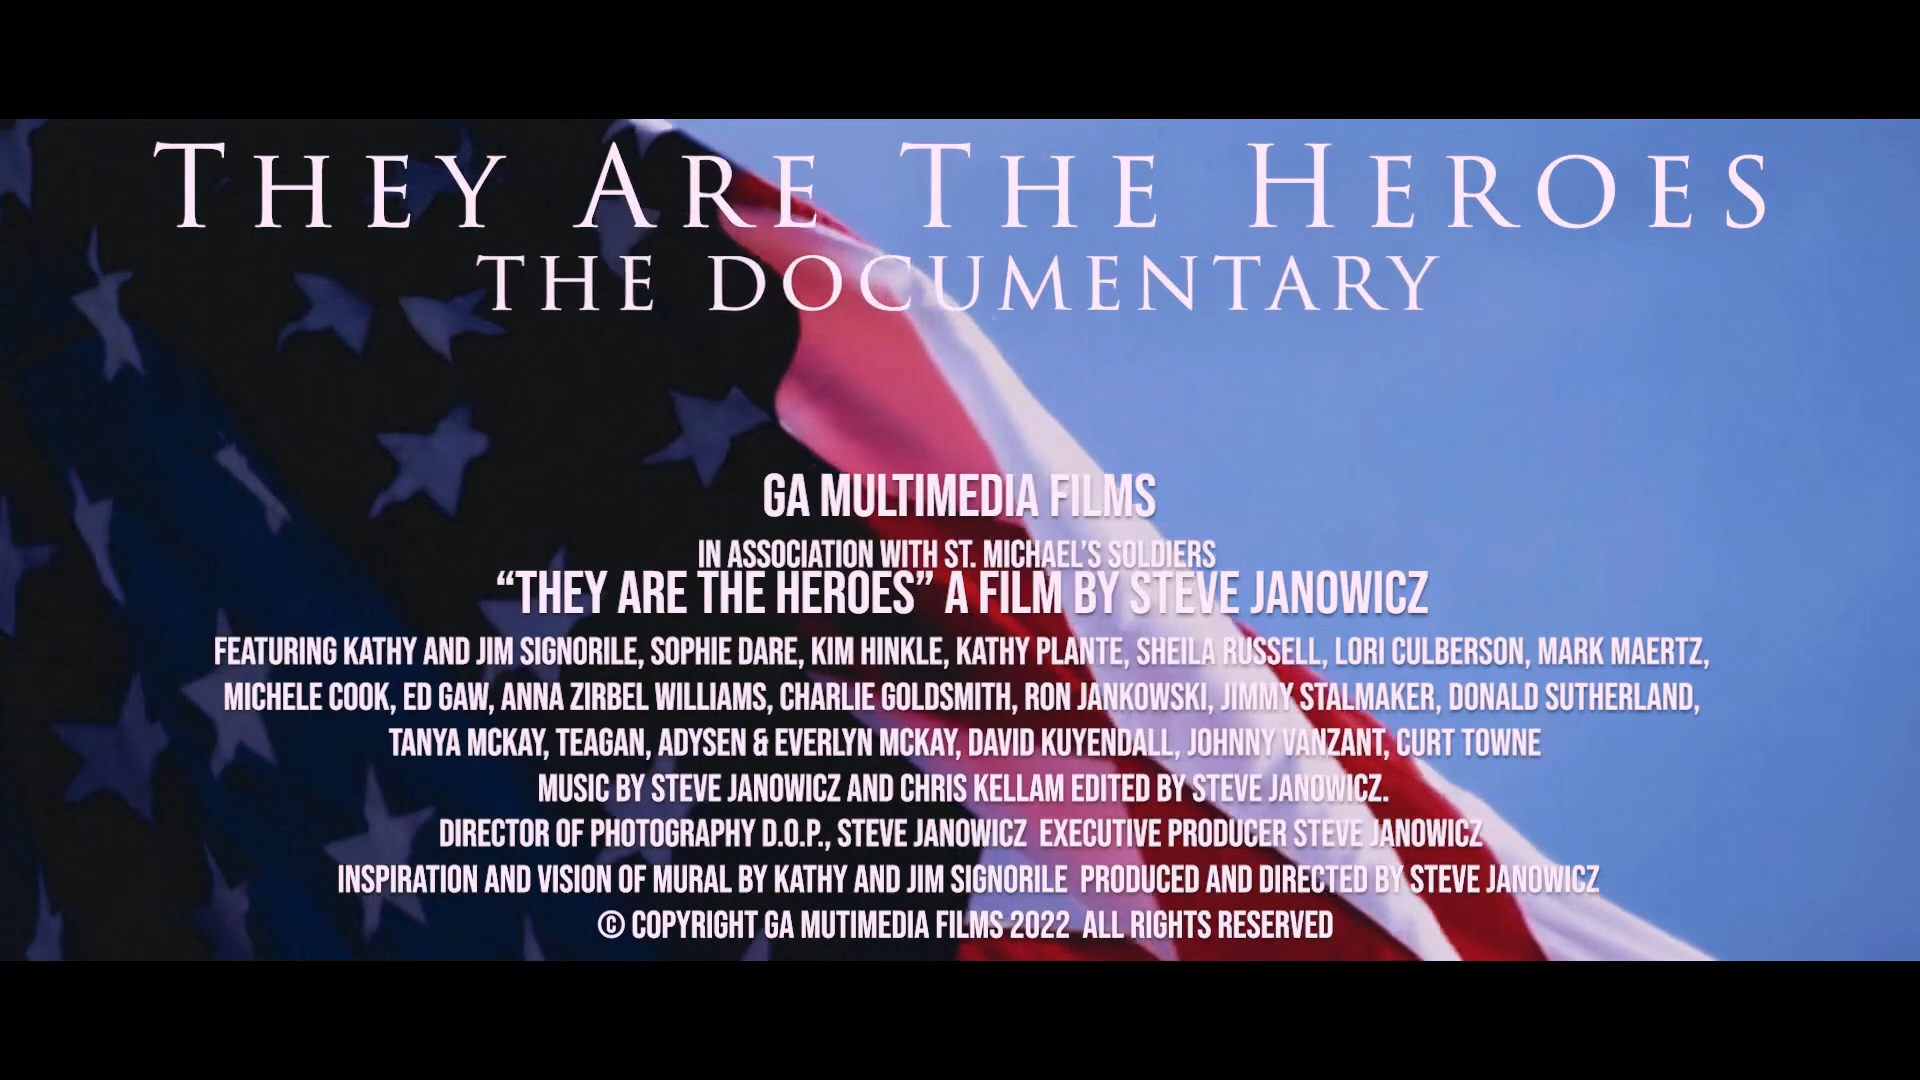 THEY ARE THE HEROES
THE DOCUMENTARY
GA MULTIMEDIA FILMS
IN ASSOCIATION WITH ST. MICHAEL'S SOLDIERS
“THEY ARE THE HEROES” A FILM BY STEVE JANOWICZ
FEATURING KATHY AND JIM SIGNORILE, SOPHIE DARE, KIM HINKLE, KATHY PLANTE, SHEILA RUSSELL, LORI CULBERSON, MARK MAERTZ,
MICHELE COOK, ED GAW, ANNA ZIRBEL WILLIAMS, CHARLIE GOLDSMITH, RON JANKOWSKI, JIMMY STALMAKER, DONALD SUTHERLAND,
TANYA MCKAY, TEAGAN, ADYSEN & EVERLYN MCKAY, DAVID KUYENDALL, JOHNNY VANZANT, CURT TOWNE
MUSIC BY STEVE JANOWICZ AND CHRIS KELLAM EDITED BY STEVE JANOWICZ.
DIRECTOR OF PHOTOGRAPHY D.O.P., STEVE JANOWICZ EXECUTIVE PRODUCER STEVE JANOWICZ
INSPIRATION AND VISION OF MURAL BY KATHY AND JIM SIGNORILE PRODUCED AND DIRECTED BY STEVE JANOWICZ
© COPYRIGHT GA MUTIMEDIA FILMS 2022 ALL RIGHTS RESERVED